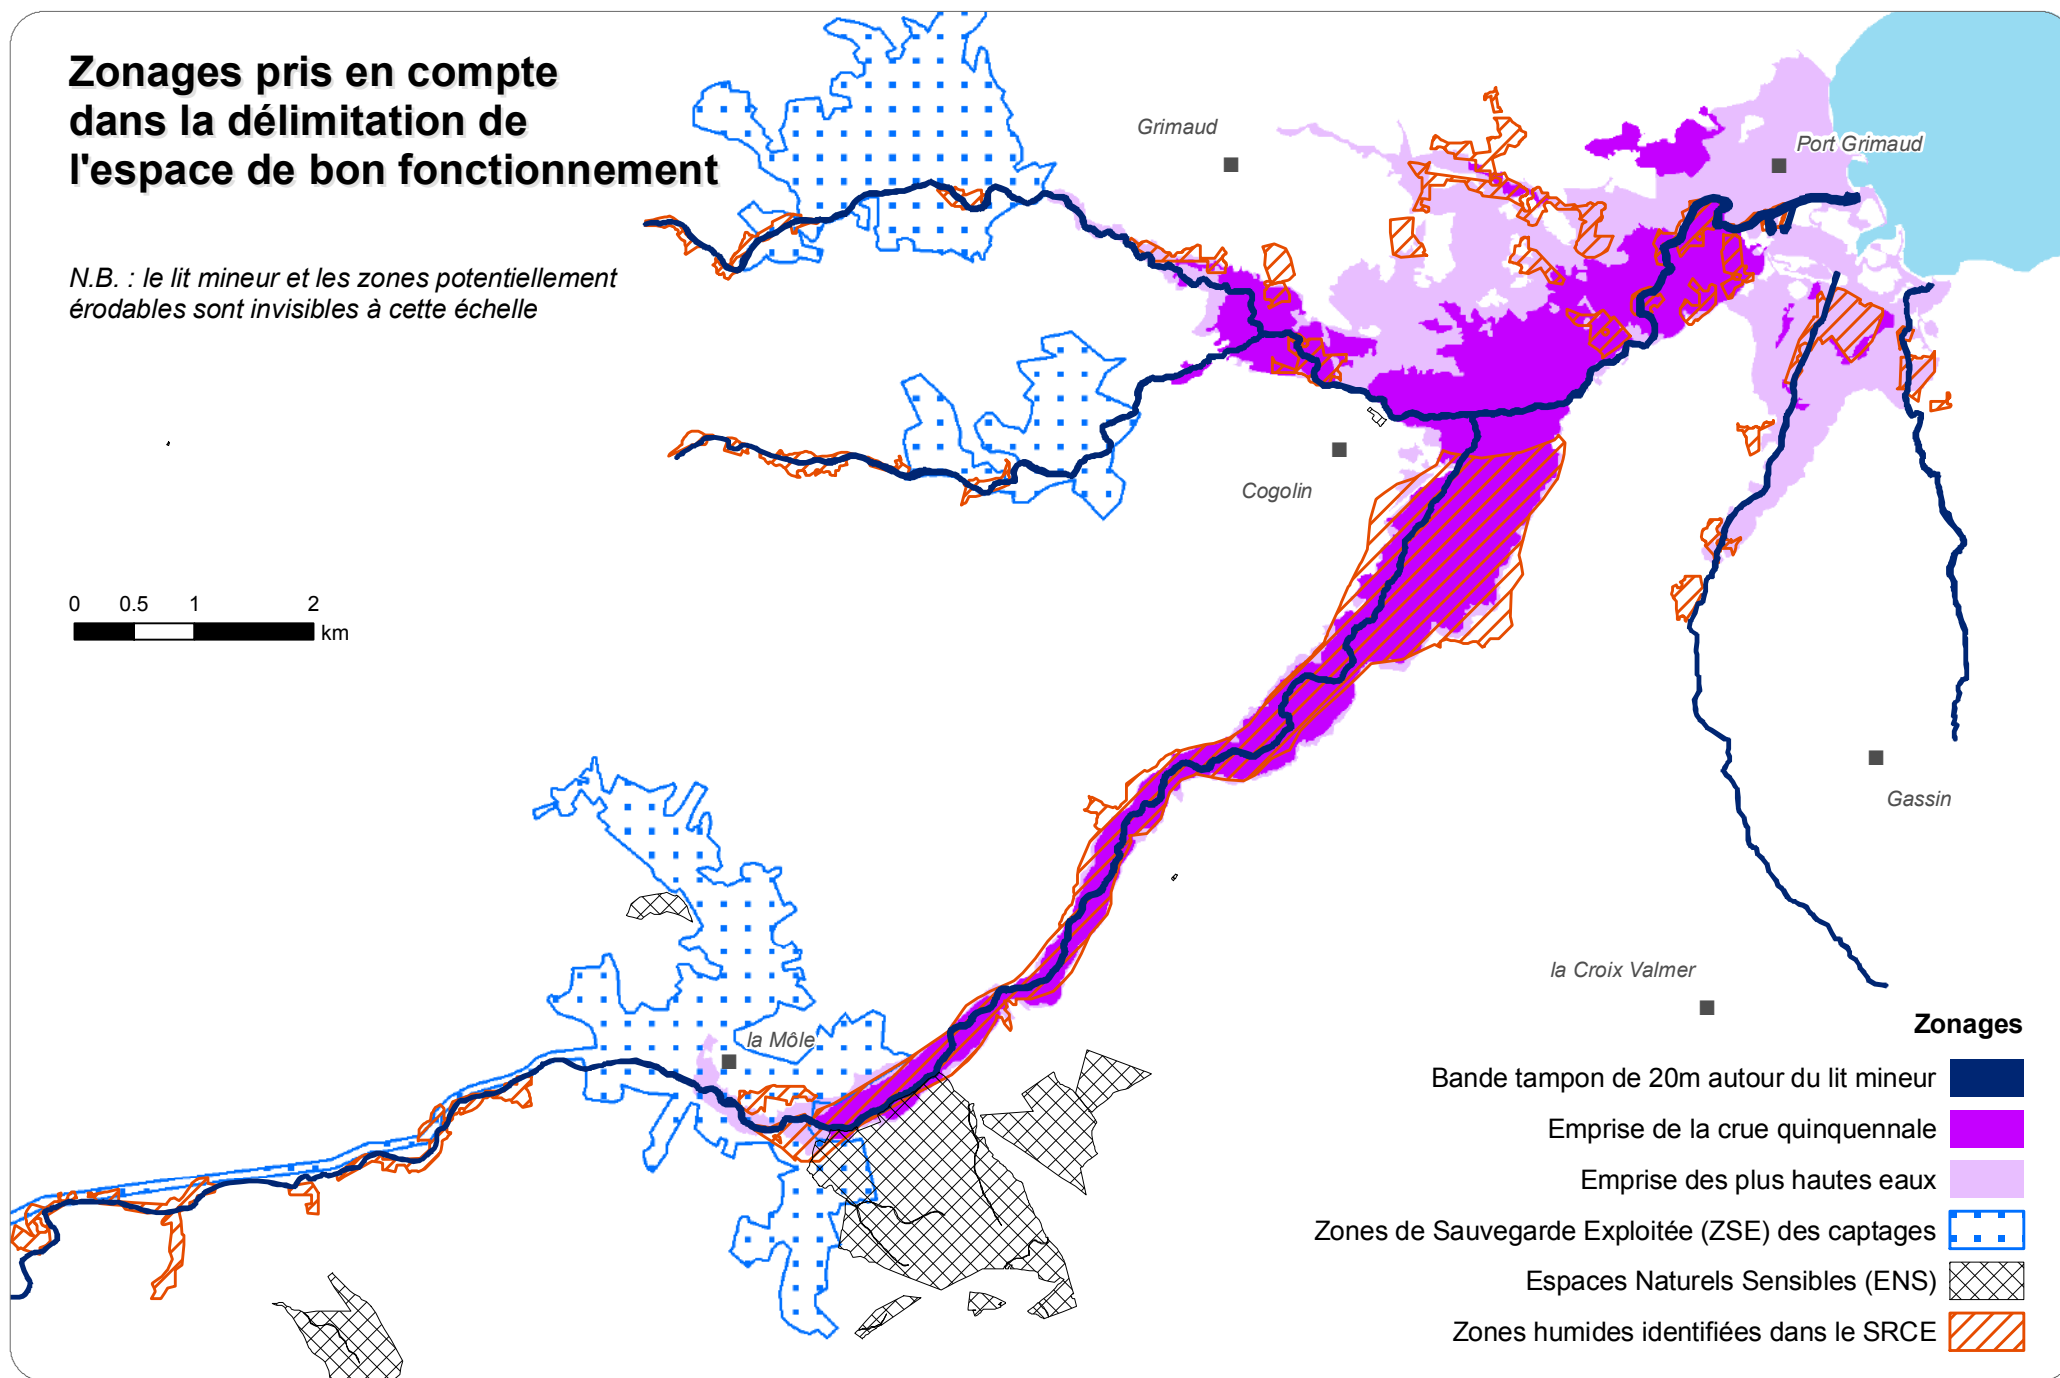 Zonages pris en compte
dans la délimitation de
l'espace de bon fonctionnement
N.B. : le lit mineur et les zones potentiellement
érodables sont invisibles à cette échelle
Grimaud
Port Grimaud
Cogolin
0 0.5 1 2
km
Gassin
la Croix Valmer
la Môle
Zonages
Bande tampon de 20m autour du lit mineur
Emprise de la crue quinquennale
Emprise des plus hautes eaux
Zones de Sauvegarde Exploitée (ZSE) des captages
Espaces Naturels Sensibles (ENS)
Zones humides identifiées dans le SRCE